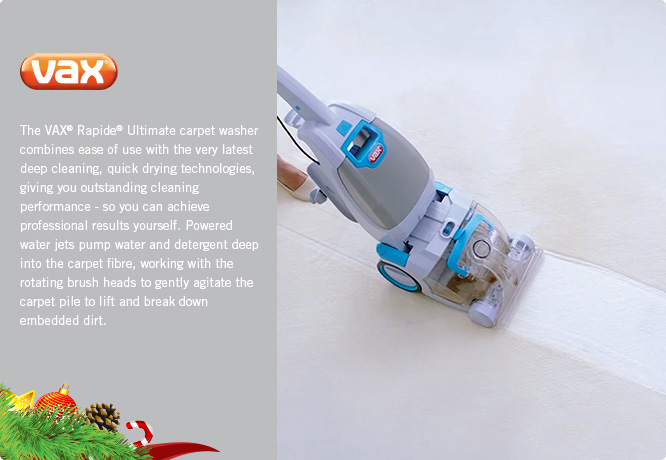 vax
The VAX® Rapide® Ultimate carpet washer
combines ease of use with the very latest
deep cleaning, quick drying technologies,
giving you outstanding cleaning
performance - so you can achieve
professional results yourself. Powered
water jets pump water and detergent deep
into the carpet fibre, working with the
rotating brush heads to gently agitate the
carpet pile to lift and break down
embedded dirt.
vax